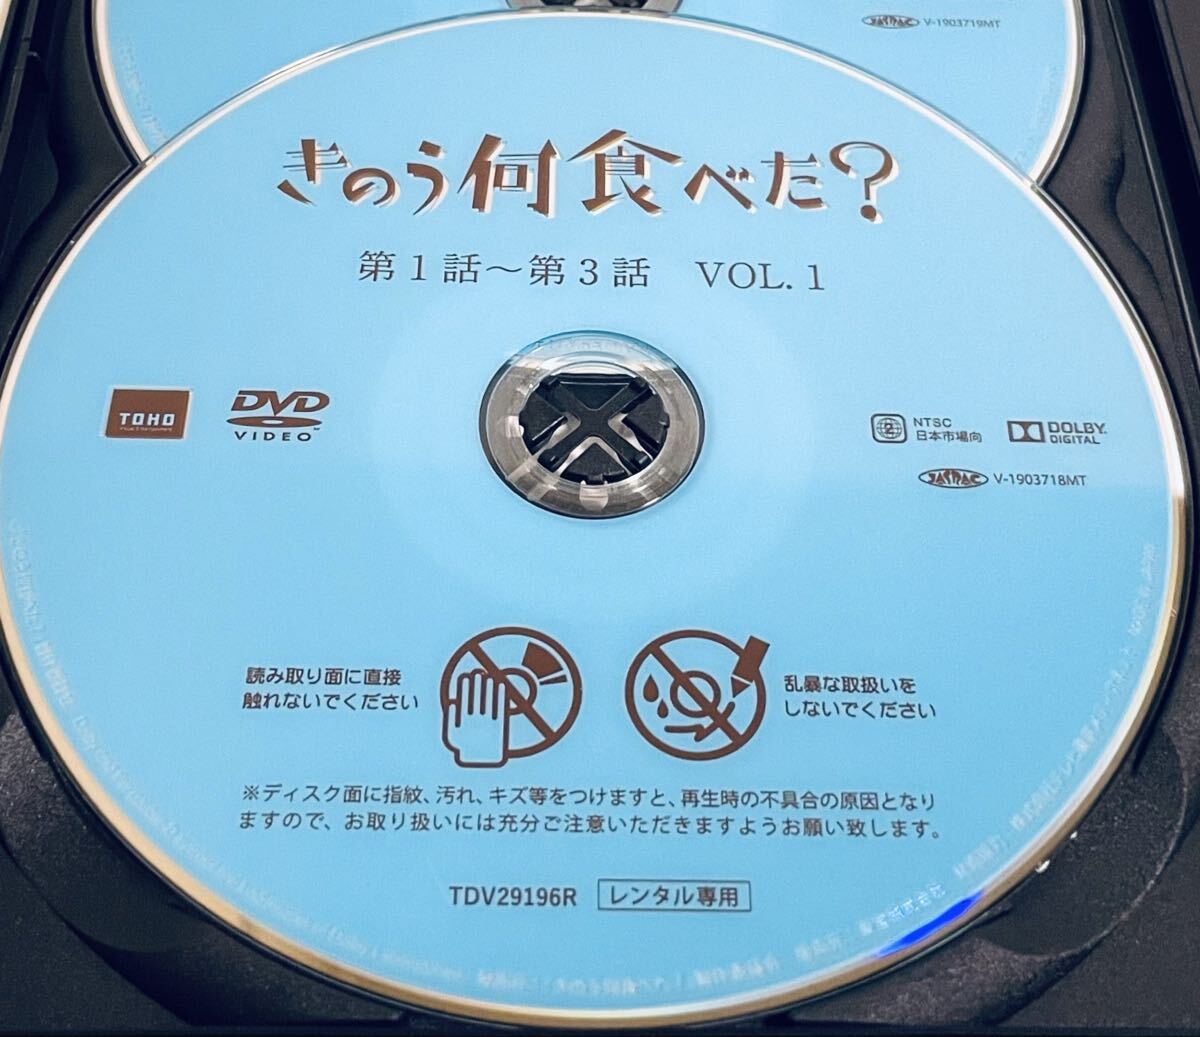 V-1903719MT
きのう何食べた?
第1話～第3話 VOL.1
TOHO
DVD
VIDEO
2
NTSC
日本市場向
DOLBY
DIGITAL
JASRAC V-1903718MT
読み取り面に直接
触れないでください
乱暴な取扱いを
しないでください
※ディスク面に指紋、汚れ、キズ等をつけますと、再生時の不具合の原因となり
ますので、お取り扱いには充分ご注意いただきますようお願い致します。
TDV29196R レンタル専用